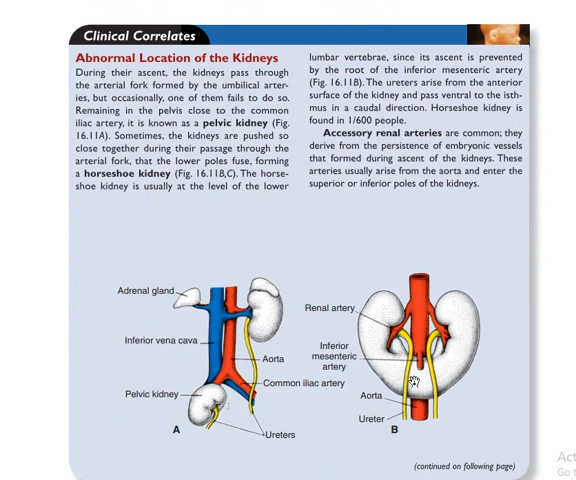 Clinical Correlates
Abnormal Location of the Kidneys
During their ascent, the kidneys pass through
the arterial fork formed by the umbilical arter-
ies, but occasionally, one of them fails to do so.
Remaining in the pelvis close to the common
iliac artery, it is known as a pelvic kidney (Fig.
16.11A). Sometimes, the kidneys are pushed so
close together during their passage through the
arterial fork, that the lower poles fuse, forming
a horseshoe kidney (Fig. 16.11B,C). The horse-
shoe kidney is usually at the level of the lower
lumbar vertebrae, since its ascent is prevented
by the root of the inferior mesenteric artery
(Fig. 16.11B). The ureters arise from the anterior
surface of the kidney and pass ventral to the isth-
mus in a caudal direction. Horseshoe kidney is
found in 1/600 people.
Accessory renal arteries are common; they
derive from the persistence of embryonic vessels
that formed during ascent of the kidneys. These
arteries usually arise from the aorta and enter the
superior or inferior poles of the kidneys.
Adrenal gland
Inferior vena cava
Aorta
Common iliac artery
Pelvic kidney
Ureters
A
Renal artery
Inferior
mesenteric
artery
Aorta
Ureter
B
(continued on following page)
Act
Go t